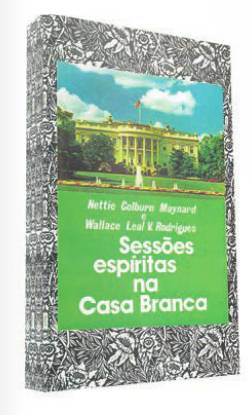 Nettie Colburn Maynard
e
Wallace Leal V. Rodrigues
Sessões
espíritas
na
Casa Branca